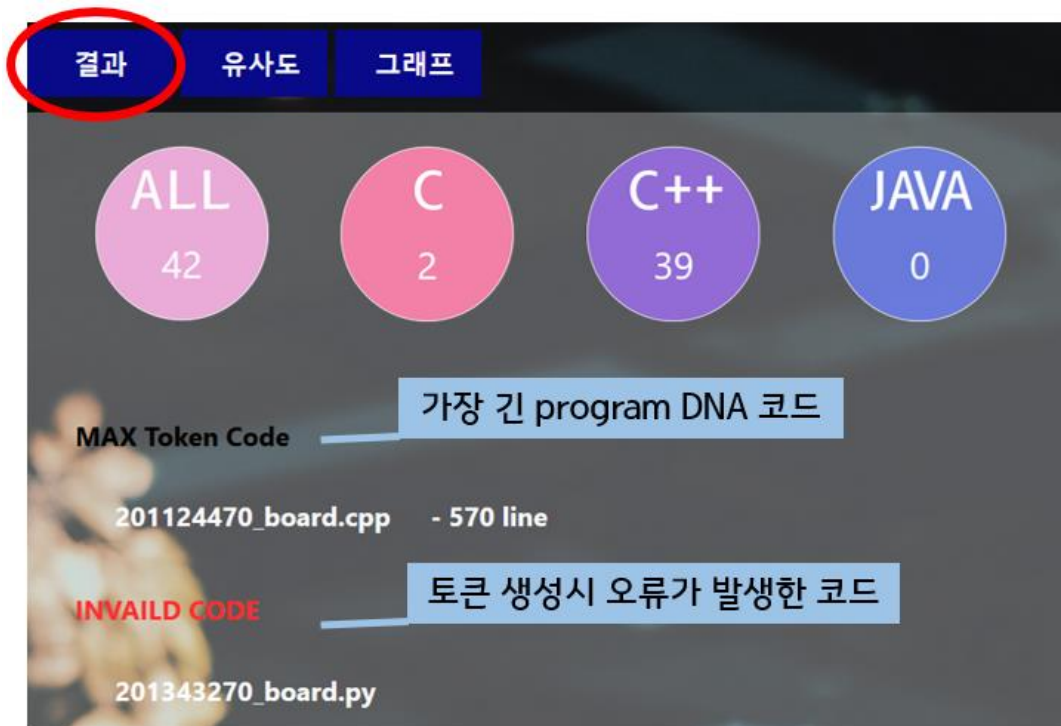 결과 유사도 그래프
ALL C C++ JAVA
42 2 39 0
가장 긴 program DNA 코드
MAX Token Code
201124470_board.cpp - 570 line
토큰 생성시 오류가 발생한 코드
INVAILD CODE
201343270_board.py